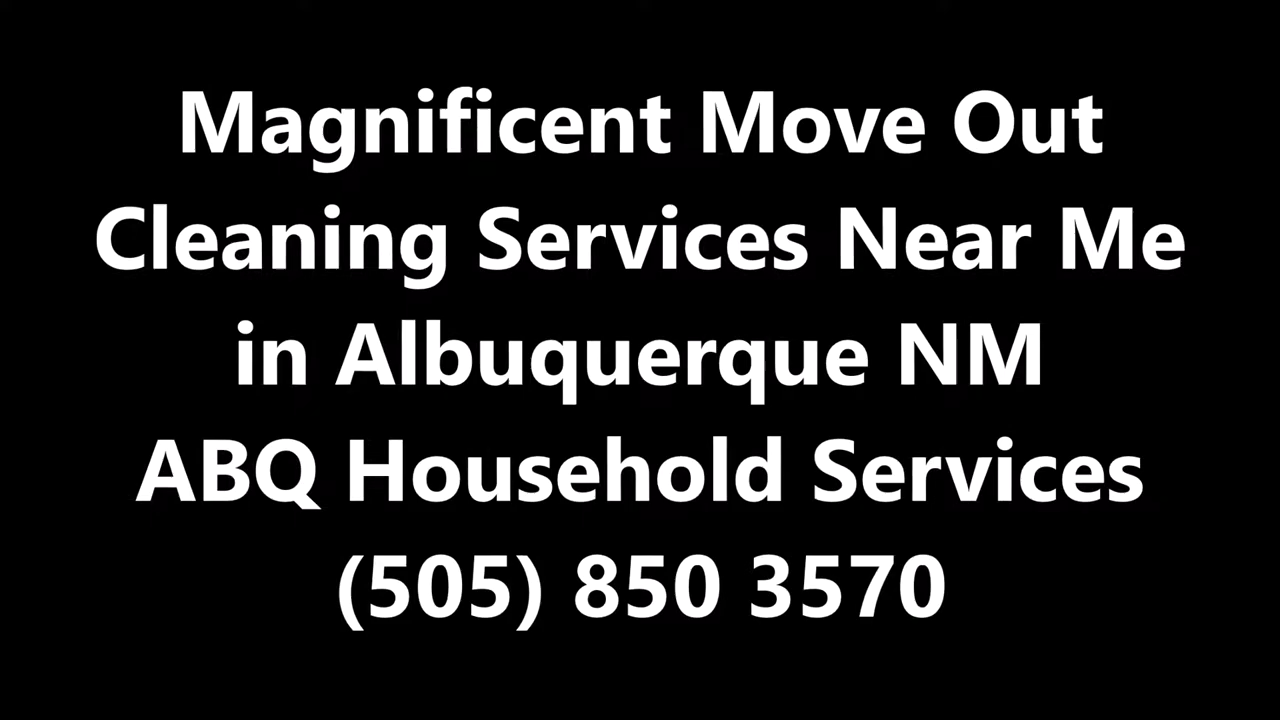 Magnificent Move Out
Cleaning Services Near Me
in Albuquerque NM
ABQ Household Services
(505) 850 3570